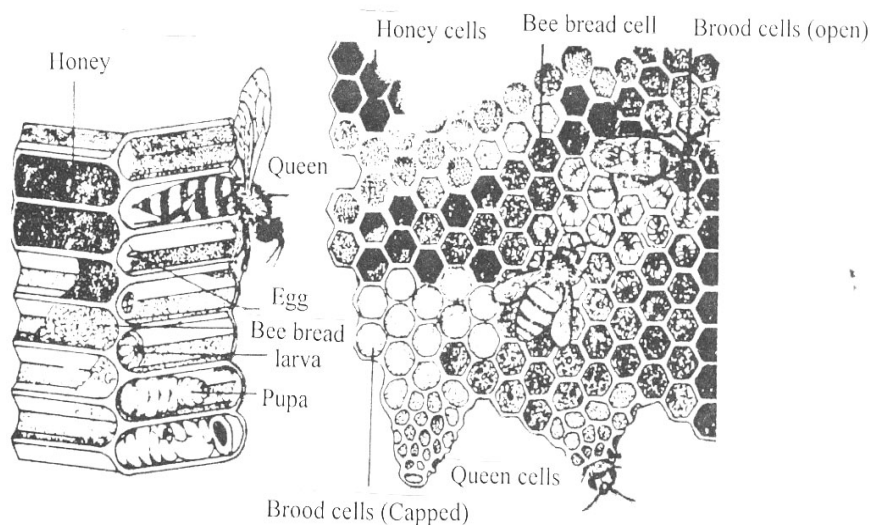 Honey cells
Bee bread cell
Brood cells (open)
Honey
Queen
Egg
Bee bread
larva
Pupa
Queen cells
Brood cells (Capped)